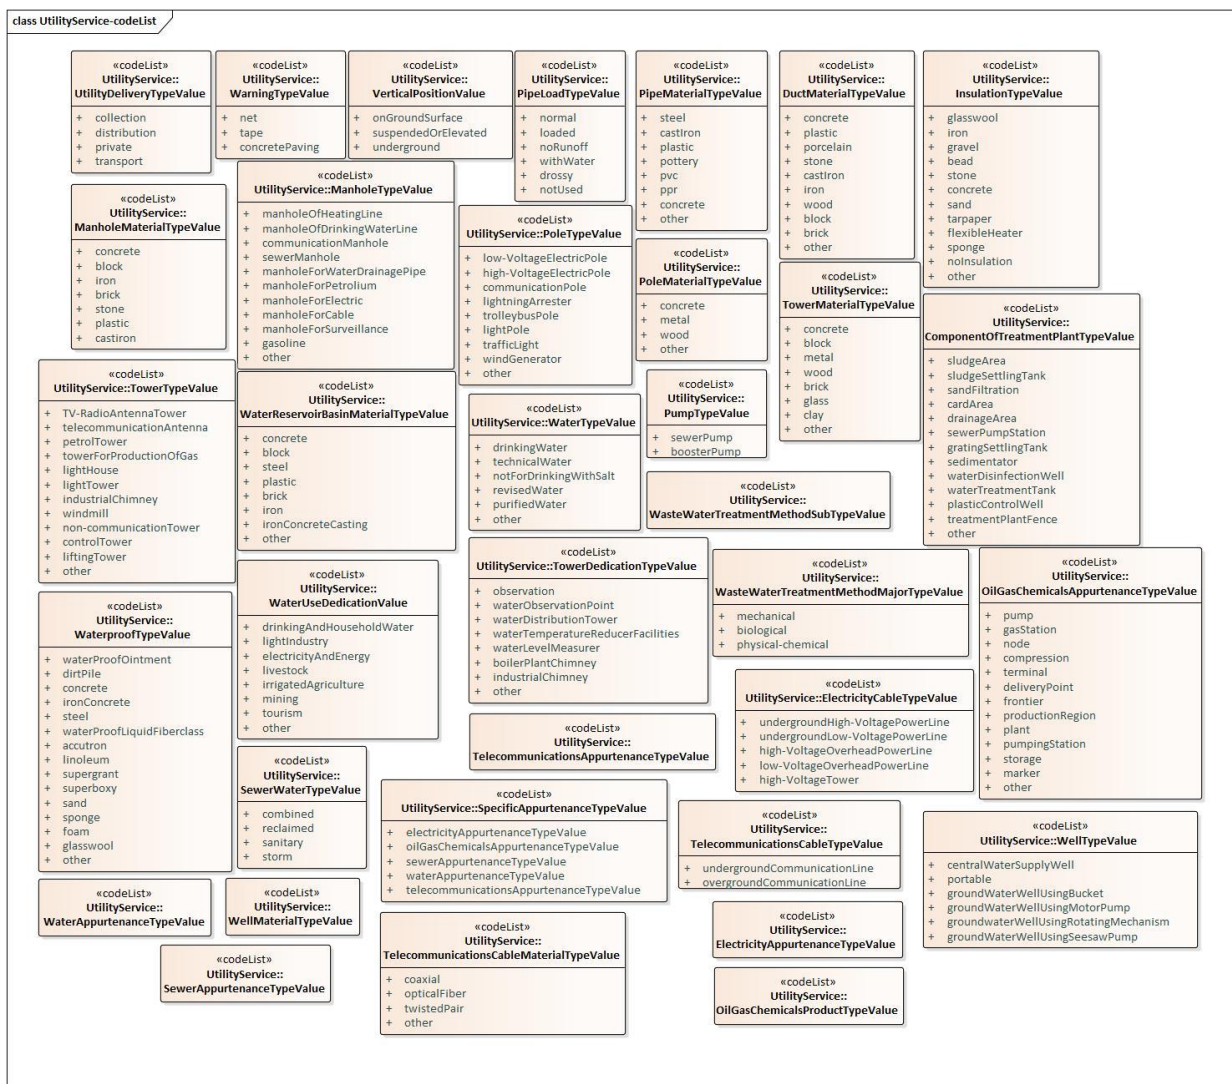 class UtilityService-codeList
«codeList»
UtilityService::
UtilityDeliveryTypeValue
+ collection
+ distribution
+ private
+ transport
«codeList»
UtilityService::
WarningTypeValue
+ net
+ tape
+ concretePaving
«codeList»
UtilityService::
VerticalPositionValue
+ onGroundSurface
+ suspendedOrElevated
+ underground
«codeList»
UtilityService::
PipeLoadTypeValue
+ normal
+ loaded
+ noRunoff
+ withWater
+ drossy
+ notUsed
«codeList»
UtilityService::
PipeMaterialTypeValue
+ steel
+ castIron
+ plastic
+ pottery
+ pvc
+ ppr
+ concrete
+ other
«codeList»
UtilityService::
DuctMaterialTypeValue
+ concrete
+ plastic
+ porcelain
+ stone
+ castIron
+ iron
+ wood
+ block
+ brick
+ other
«codeList»
UtilityService::
InsulationTypeValue
+ glasswool
+ iron
+ gravel
+ bead
+ stone
+ concrete
+ sand
+ tarpaper
+ flexibleHeater
+ sponge
+ noInsulation
+ other
«codeList»
UtilityService::
ManholeMaterialTypeValue
+ concrete
+ block
+ iron
+ brick
+ stone
+ plastic
+ castiron
«codeList»
UtilityService::ManholeTypeValue
+ manholeOfHeatingLine
+ manholeOfDrinkingWaterLine
+ communicationManhole
+ sewerManhole
+ manholeForWaterDrainagePipe
+ manholeForPetrolium
+ manholeForElectric
+ manholeForCable
+ manholeForSurveillance
+ gasoline
+ other
«codeList»
UtilityService::PoleTypeValue
+ low-VoltageElectricPole
+ high-VoltageElectricPole
+ communicationPole
+ lightningArrester
+ trolleybusPole
+ lightPole
+ trafficLight
+ windGenerator
+ other
«codeList»
UtilityService::
PoleMaterialTypeValue
+ concrete
+ metal
+ wood
+ other
«codeList»
UtilityService::
TowerMaterialTypeValue
+ concrete
+ block
+ metal
+ wood
+ brick
+ glass
+ clay
+ other
«codeList»
UtilityService::
ComponentOfTreatmentPlantTypeValue
+ sludgeArea
+ sludgeSettlingTank
+ sandFiltration
+ cardArea
+ drainageArea
+ sewerPumpStation
+ gratingSettlingTank
+ sedimentator
+ waterDisinfectionWell
+ waterTreatmentTank
+ plasticControlWell
+ treatmentPlantFence
+ other
«codeList»
UtilityService::TowerTypeValue
+ TV-RadioAntennaTower
+ telecommunicationAntenna
+ petrolTower
+ towerForProductionOfGas
+ lightHouse
+ lightTower
+ industrialChimney
+ windmill
+ non-communicationTower
+ controlTower
+ liftingTower
+ other
«codeList»
UtilityService::
WaterReservoirBasinMaterialTypeValue
+ concrete
+ block
+ steel
+ plastic
+ brick
+ iron
+ ironConcreteCasting
+ other
«codeList»
UtilityService::WaterTypeValue
+ drinkingWater
+ technicalWater
+ notForDrinkingWithSalt
+ revisedWater
+ purifiedWater
+ other
«codeList»
UtilityService::
PumpTypeValue
+ sewerPump
+ boosterPump
«codeList»
UtilityService::
WasteWaterTreatmentMethodSubTypeValue
«codeList»
UtilityService::
WaterproofTypeValue
+ waterProofOintment
+ dirtPile
+ concrete
+ ironConcrete
+ steel
+ waterProofLiquidFiberclass
+ accutron
+ linoleum
+ supergrant
+ superboxy
+ sand
+ sponge
+ foam
+ glasswool
+ other
«codeList»
UtilityService::
WaterUseDedicationValue
+ drinkingAndHouseholdWater
+ lightIndustry
+ electricityAndEnergy
+ livestock
+ irrigatedAgriculture
+ mining
+ tourism
+ other
«codeList»
UtilityService::TowerDedicationTypeValue
+ observation
+ waterObservationPoint
+ waterDistributionTower
+ waterTemperatureReducerFacilities
+ waterLevelMeasurer
+ boilerPlantChimney
+ industrialChimney
+ other
«codeList»
UtilityService::
WasteWaterTreatmentMethodMajorTypeValue
+ mechanical
+ biological
+ physical-chemical
«codeList»
UtilityService::
OilGasChemicalsAppurtenanceTypeValue
+ pump
+ gasStation
+ node
+ compression
+ terminal
+ deliveryPoint
+ frontier
+ productionRegion
+ plant
+ pumpingStation
+ storage
+ marker
+ other
«codeList»
UtilityService::ElectricityCableTypeValue
+ undergroundHigh-VoltagePowerLine
+ undergroundLow-VoltagePowerLine
+ high-VoltageOverheadPowerLine
+ low-VoltageOverheadPowerLine
+ high-VoltageTower
«codeList»
UtilityService::
TelecommunicationsAppurtenanceTypeValue
«codeList»
UtilityService::
SewerWaterTypeValue
+ combined
+ reclaimed
+ sanitary
+ storm
«codeList»
UtilityService::SpecificAppurtenanceTypeValue
+ electricityAppurtenanceTypeValue
+ oilGasChemicalsAppurtenanceTypeValue
+ sewerAppurtenanceTypeValue
+ waterAppurtenanceTypeValue
+ telecommunicationsAppurtenanceTypeValue
«codeList»
UtilityService::
TelecommunicationsCableTypeValue
+ undergroundCommunicationLine
+ overgroundCommunicationLine
«codeList»
UtilityService::WellTypeValue
+ centralWaterSupplyWell
+ portable
+ groundWaterWellUsingBucket
+ groundWaterWellUsingMotorPump
+ groundwaterWellUsingRotatingMechanism
+ groundWaterWellUsingSeesawPump
«codeList»
UtilityService::
WaterAppurtenanceTypeValue
«codeList»
UtilityService::
WellMaterialTypeValue
«codeList»
UtilityService::
SewerAppurtenanceTypeValue
«codeList»
UtilityService::
TelecommunicationsCableMaterialTypeValue
+ coaxial
+ opticalFiber
+ twistedPair
+ other
«codeList»
UtilityService::
ElectricityAppurtenanceTypeValue
«codeList»
UtilityService::
OilGasChemicalsProductTypeValue